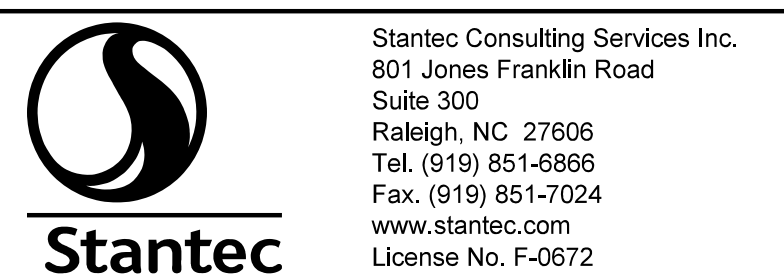 Stantec
Stantec Consulting Services Inc.
801 Jones Franklin Road
Suite 300
Raleigh, NC  27606
Tel. (919) 851-6866
Fax. (919) 851-7024
www.stantec.com
License No. F-0672